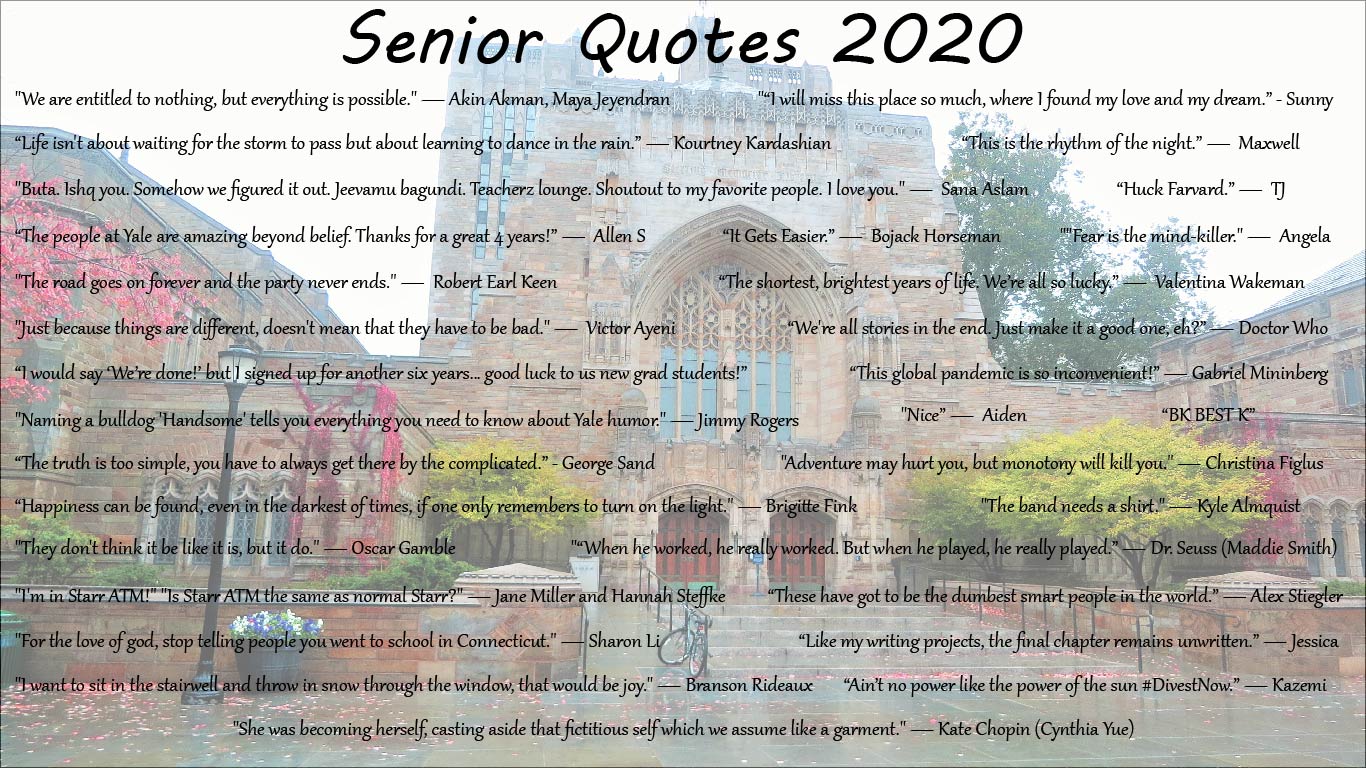 Senior Quotes 2020
"We are entitled to nothing, but everything is possible." — Akin Akman, Maya Jeyendran ""I will miss this place so much, where I found my love and my dream.” - Sunny
“Life isn't about waiting for the storm to pass but about learning to dance in the rain.” — Kourtney Kardashian “This is the rhythm of the night.” — Maxwell
"Buta. Ishq you. Somehow we figured it out. Jeevamu bagundi. Teacherz lounge. Shoutout to my favorite people. I love you." — Sana Aslam “Huck Farvard.” — TJ
“The people at Yale are amazing beyond belief. Thanks for a great 4 years!” — Allen S “It Gets Easier.” — Bojack Horseman ""Fear is the mind-killer." — Angela
"The road goes on forever and the party never ends." — Robert Earl Keen “The shortest, brightest years of life. We’re all so lucky.” — Valentina Wakeman
"Just because things are different, doesn't mean that they have to be bad." — Victor Ayeni “We're all stories in the end. Just make it a good one, eh?” — Doctor Who
“I would say ‘We’re done!’ but I signed up for another six years... good luck to us new grad students!” “This global pandemic is so inconvenient!” — Gabriel Mininberg
"Naming a bulldog 'Handsome' tells you everything you need to know about Yale humor." — Jimmy Rogers "Nice” — Aiden “BK BEST K”
“The truth is too simple, you have to always get there by the complicated.” - George Sand "Adventure may hurt you, but monotony will kill you." — Christina Figlus
“Happiness can be found, even in the darkest of times, if one only remembers to turn on the light." — Brigitte Fink "The band needs a shirt." — Kyle Almquist
"They don't think it be like it is, but it do." — Oscar Gamble "“When he worked, he really worked. But when he played, he really played.” — Dr. Seuss (Maddie Smith)
"I'm in Starr ATM!" "Is Starr ATM the same as normal Starr?" — Jane Miller and Hannah Steffke “These have got to be the dumbest smart people in the world.” — Alex Stiegler
"For the love of god, stop telling people you went to school in Connecticut." — Sharon Li “Like my writing projects, the final chapter remains unwritten.” — Jessica
"I want to sit in the stairwell and throw in snow through the window, that would be joy." — Branson Rideaux “Ain’t no power like the power of the sun #DivestNow.” — Kazemi
"She was becoming herself, casting aside that fictitious self which we assume like a garment." — Kate Chopin (Cynthia Yue)